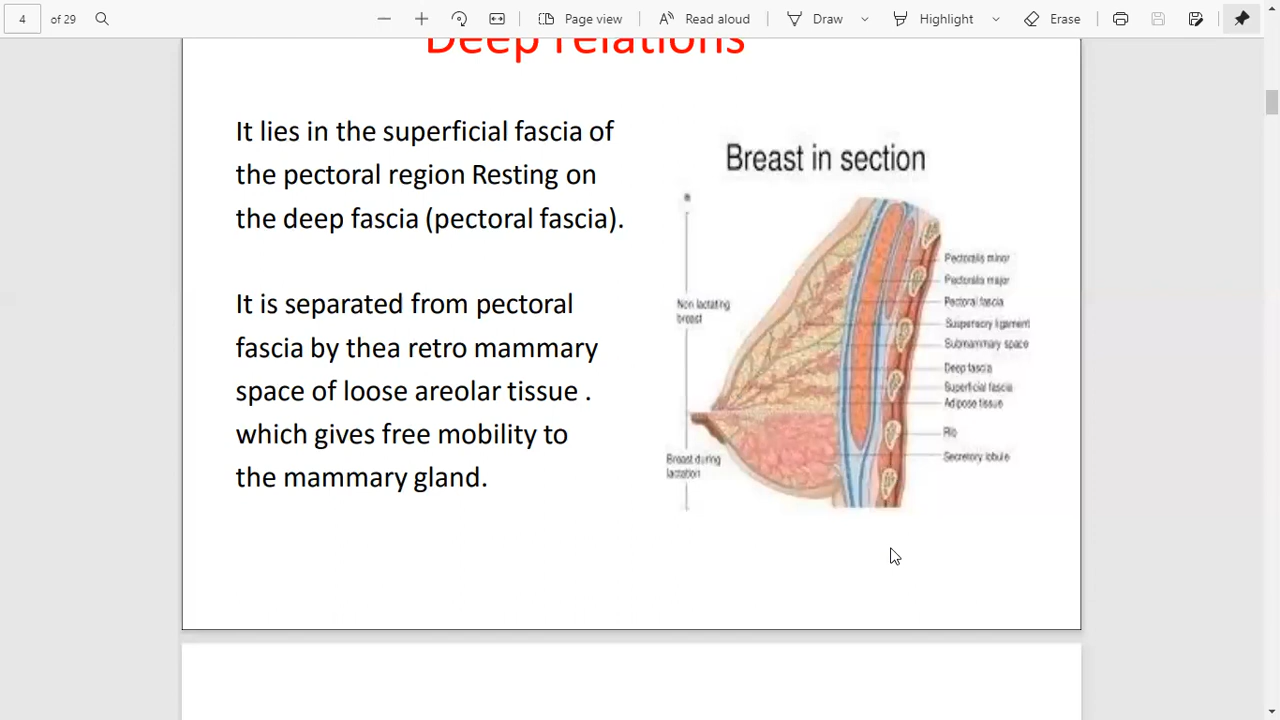 4 of 29 Page view Read aloud Draw Highlight Erase
Deep relations
It lies in the superficial fascia of
the pectoral region Resting on
the deep fascia (pectoral fascia).
It is separated from pectoral
fascia by thea retro mammary
space of loose areolar tissue .
which gives free mobility to
the mammary gland.
Breast in section
Pectoralis minor
Pectoralis major
Pectoral fascia
Suspensory ligament
Submammary space
Deep fascia
Superficial fascia
Adipose tissue
Rib
Secretory lobule
Non lactating
breast
Breast during
lactation